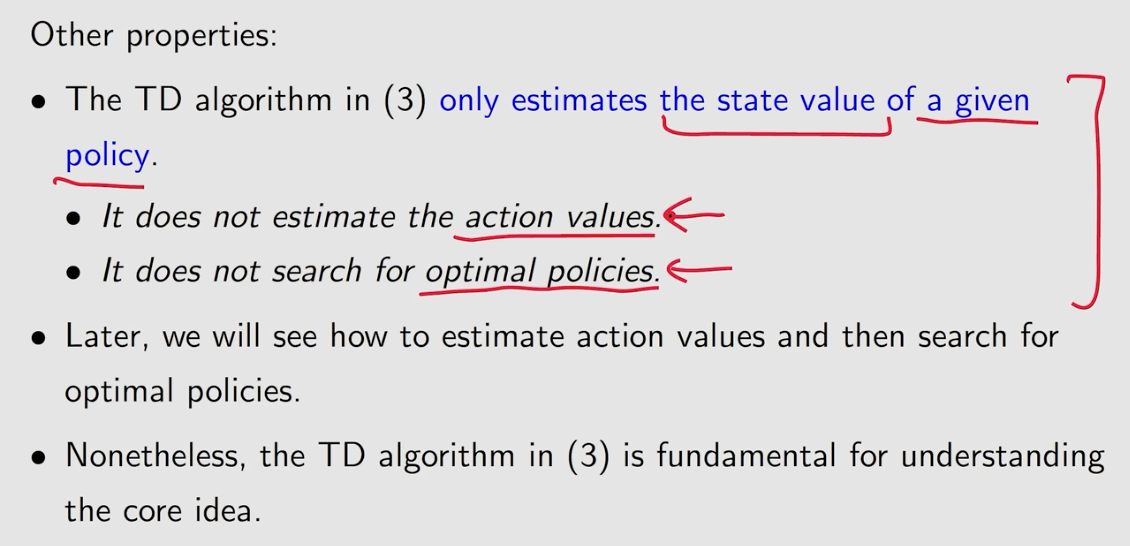 Other properties:
• The TD algorithm in (3) only estimates the state value of a given
policy.
• It does not estimate the action values.
• It does not search for optimal policies.
• Later, we will see how to estimate action values and then search for
optimal policies.
• Nonetheless, the TD algorithm in (3) is fundamental for understanding
the core idea.